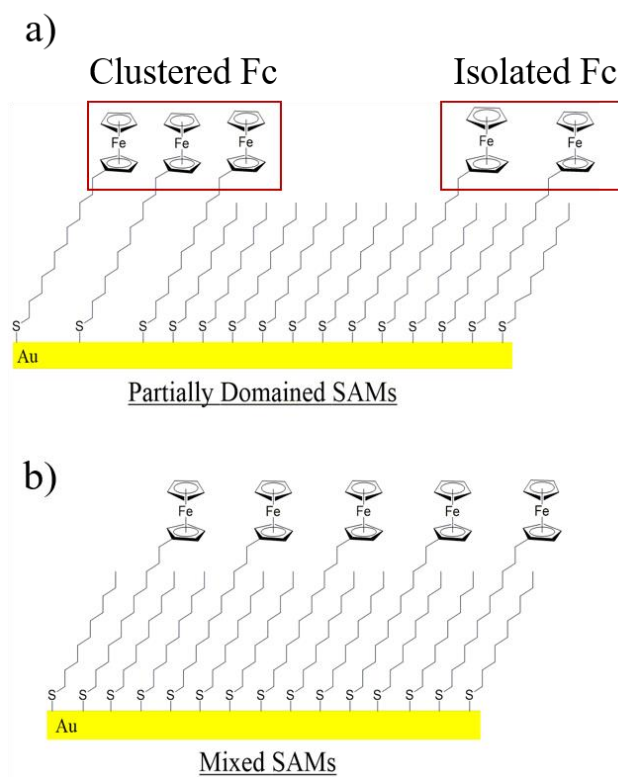 a)
Clustered Fc Isolated Fc
Fe Fe Fe Fe Fe
S S S S S S S S S S S S S S S
Au
Partially Domained SAMs
b)
Fe Fe Fe Fe Fe
S S S S S S S S S S S S S S S
Au
Mixed SAMs